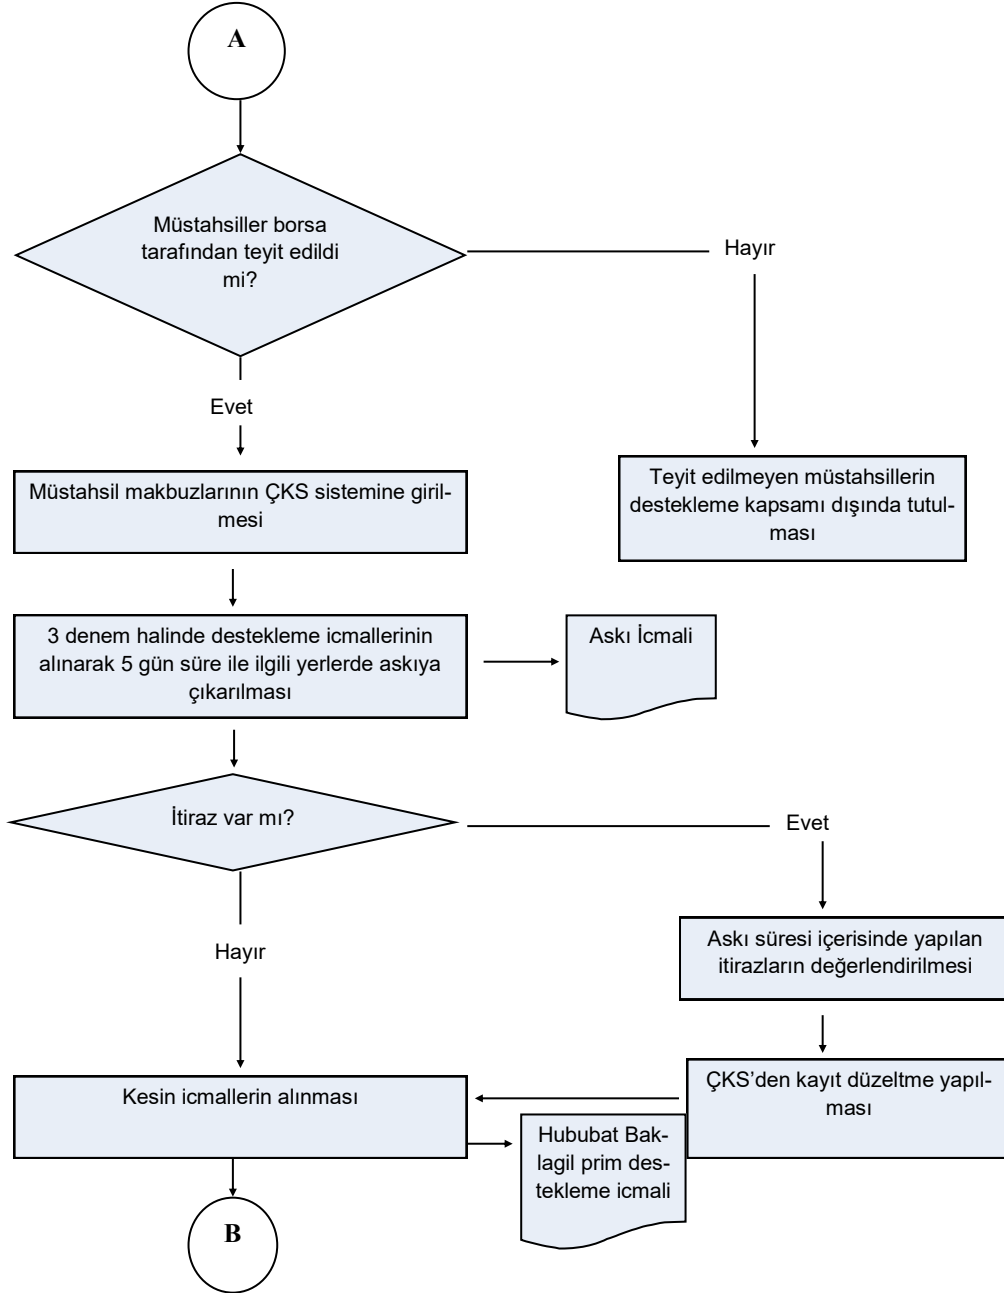 A
Müstahsiller borsa
tarafından teyit edildi
mi?
Hayır
Evet
Müstahsil makbuzlarının ÇKS sistemine giril-
mesi
Teyit edilmeyen müstahsillerin
destekleme kapsamı dışında tutul-
ması
3 denem halinde destekleme icmallerinin
alınarak 5 gün süre ile ilgili yerlerde askıya
çıkarılması
Askı İcmali
İtiraz var mı?
Evet
Hayır
Askı süresi içerisinde yapılan
itirazların değerlendirilmesi
Kesin icmallerin alınması
ÇKS’den kayıt düzeltme yapıl-
ması
Hububat Bak-
lagil prim des-
tekleme icmali
B